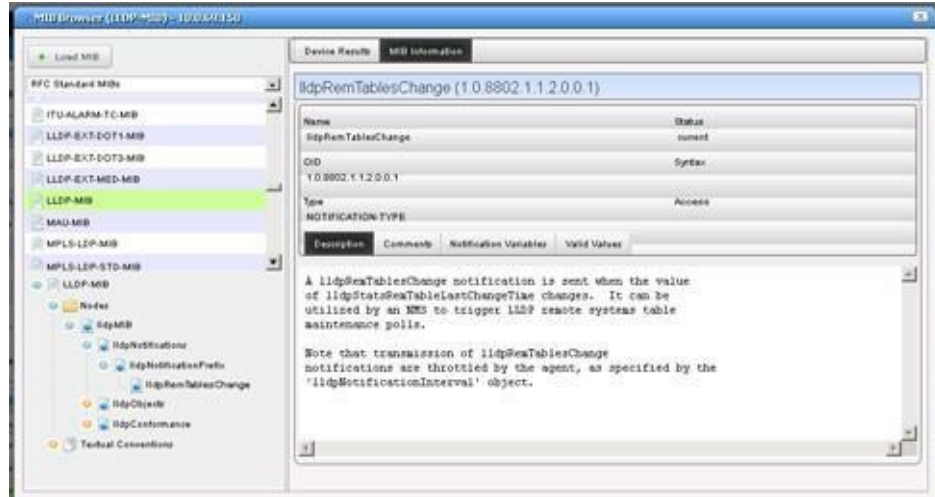 MIB Browser (LLDP-MIB) - 10.0.60.150
Load MIB
RFC Standard MIBs
ITU-ALARM-TC-MIB
LLDP-EXT-DOT1-MIB
LLDP-EXT-DOT3-MIB
LLDP-EXT-MED-MIB
LLDP-MIB
MAU-MIB
MPLS-LDP-MIB
MPLS-LDP-STD-MIB
LLDP-MIB
Nodes
lldpMIB
lldpNotifications
lldpNotificationPrefix
lldpRemTablesChange
lldpObjects
lldpConformance
Textual Conventions
Device Results MIB Information
lldpRemTablesChange (1.0.8802.1.1.2.0.0.1)
Name Status
lldpRemTablesChange current
OID Syntax
1.0.8802.1.1.2.0.0.1
Type Access
NOTIFICATION-TYPE
Description Comments Notification Variables Valid Values
A lldpRemTablesChange notification is sent when the value
of lldpStatsRemTableLastChangeTime changes. It can be
utilized by an NMS to trigger LLDP remote systems table
maintenance polls.
Note that transmission of lldpRemTablesChange
notifications are throttled by the agent, as specified by the
'lldpNotificationInterval' object.